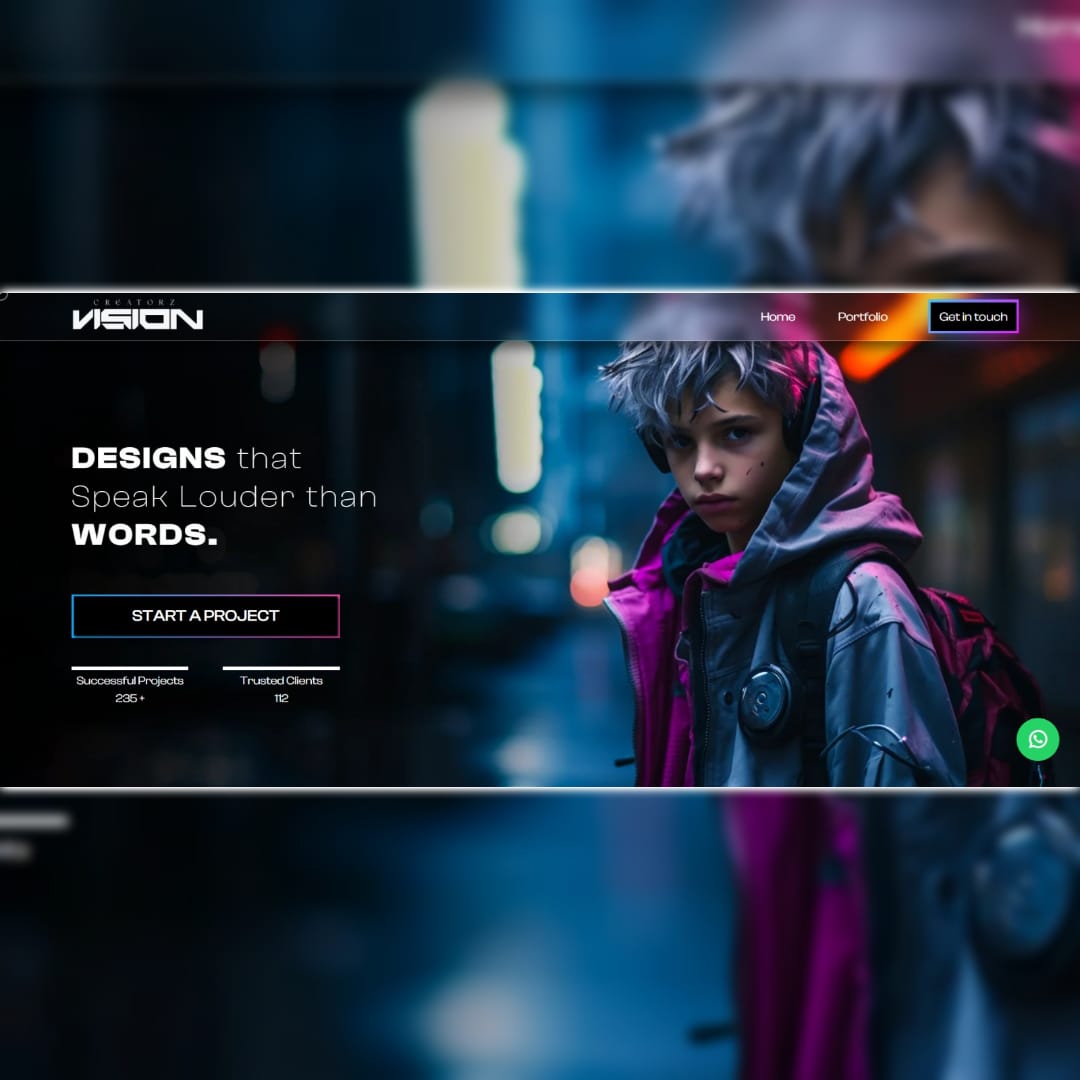 CREATORZ
VISION
Home
Portfolio
Get in touch
DESIGNS that
Speak Louder than
WORDS.
START A PROJECT
Successful Projects
235 +
Trusted Clients
112